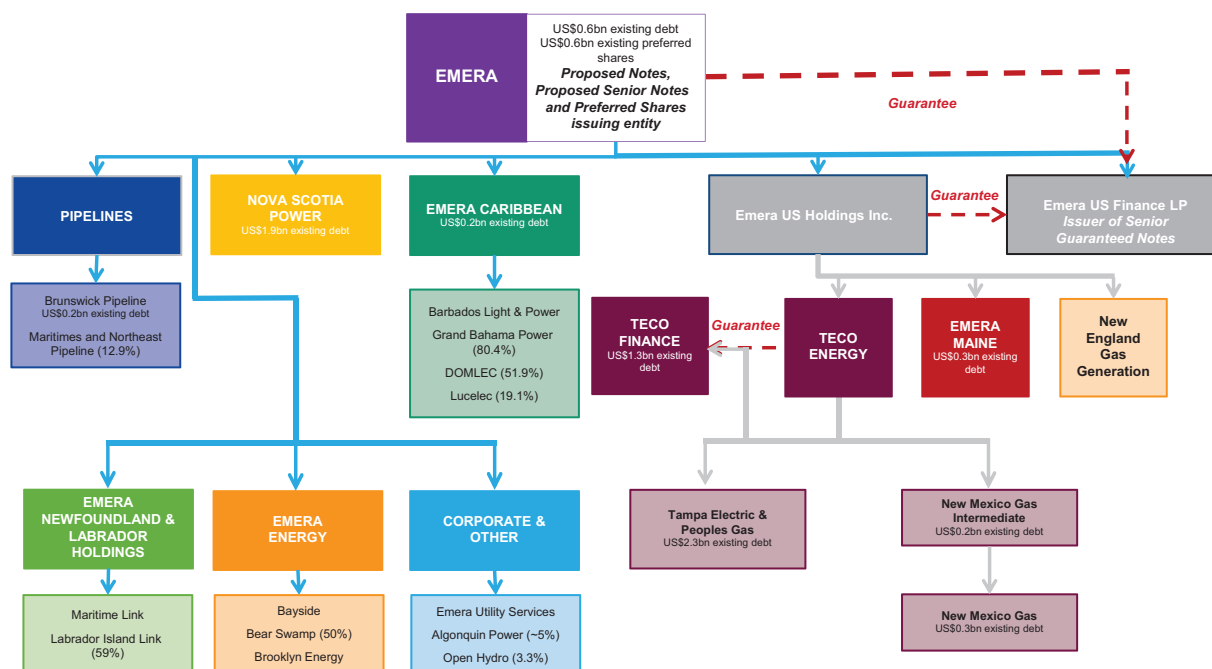 EMERA
US$0.6bn existing debt
US$0.6bn existing preferred
shares
Proposed Notes,
Proposed Senior Notes
and Preferred Shares
issuing entity
Guarantee
PIPELINES
NOVA SCOTIA
POWER
US$1.9bn existing debt
EMERA CARIBBEAN
US$0.2bn existing debt
Emera US Holdings Inc.
Guarantee
Emera US Finance LP
Issuer of Senior
Guaranteed Notes
Brunswick Pipeline
US$0.2bn existing debt
Maritimes and Northeast
Pipeline (12.9%)
Barbados Light & Power
Grand Bahama Power
(80.4%)
DOMLEC (51.9%)
Lucelec (19.1%)
TECO
FINANCE
US$1.3bn existing
debt
Guarantee
TECO
ENERGY
EMERA
MAINE
US$0.3bn existing
debt
New
England
Gas
Generation
EMERA
NEWFOUNDLAND &
LABRADOR
HOLDINGS
EMERA
ENERGY
CORPORATE &
OTHER
Tampa Electric &
Peoples Gas
US$2.3bn existing debt
New Mexico Gas
Intermediate
US$0.2bn existing debt
Maritime Link
Labrador Island Link
(59%)
Bayside
Bear Swamp (50%)
Brooklyn Energy
Emera Utility Services
Algonquin Power (~5%)
Open Hydro (3.3%)
New Mexico Gas
US$0.3bn existing debt